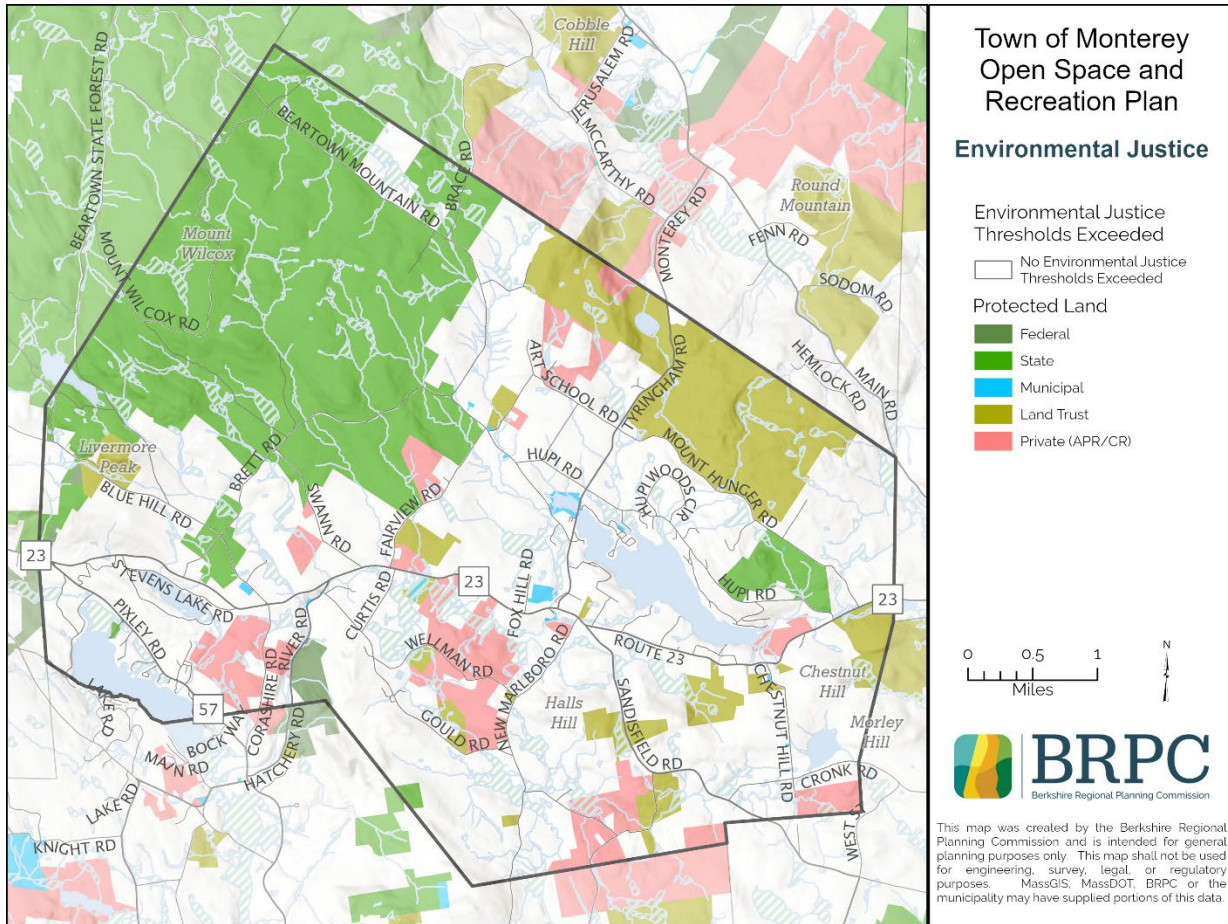 Cobble
Hill
JERUSALEM RD
BEARTOWN STATE FOREST RD
BEARTOWN MOUNTAIN RD
BRACE RD
MCCARTHY RD
MONTEREY RD
Round
Mountain
FENN RD
SODOM RD
Mount
Wilcox
MOUNT WILCOX RD
HEMLOCK RD
MAIN RD
ART SCHOOL RD
TYRINGHAM RD
Livermore
Peak
BLUE HILL RD
BRETT RD
SWANN RD
FAIRVIEW RD
HUPI RD
HUPI WOODS CIR
MOUNT HUNGER RD
23
STEVENS LAKE RD
PIXLEY RD
RIVER RD
CURTIS RD
23
FOX HILL RD
HUPI RD
23
WELLMAN RD
ROUTE 23
CORASHIRE RD
NEW MARLBORO RD
CHESTNUT HILL RD
Chestnut
Hill
LAKE RD
57
BOCK WA
GOULD RD
Halls
Hill
SANDISFIELD RD
Morley
Hill
MAIN RD
HATCHERY RD
CRONK RD
LAKE RD
WEST S
KNIGHT RD
Town of Monterey
Open Space and
Recreation Plan
Environmental Justice
Environmental Justice
Thresholds Exceeded
No Environmental Justice
Thresholds Exceeded
Protected Land
Federal
State
Municipal
Land Trust
Private (APR/CR)
0 0.5 1
Miles
N
BRPC
Berkshire Regional Planning Commission
This map was created by the Berkshire Regional
Planning Commission and is intended for general
planning purposes only. This map shall not be used
for engineering, survey, legal, or regulatory
purposes. MassGIS, MassDOT, BRPC or the
municipality may have supplied portions of this data